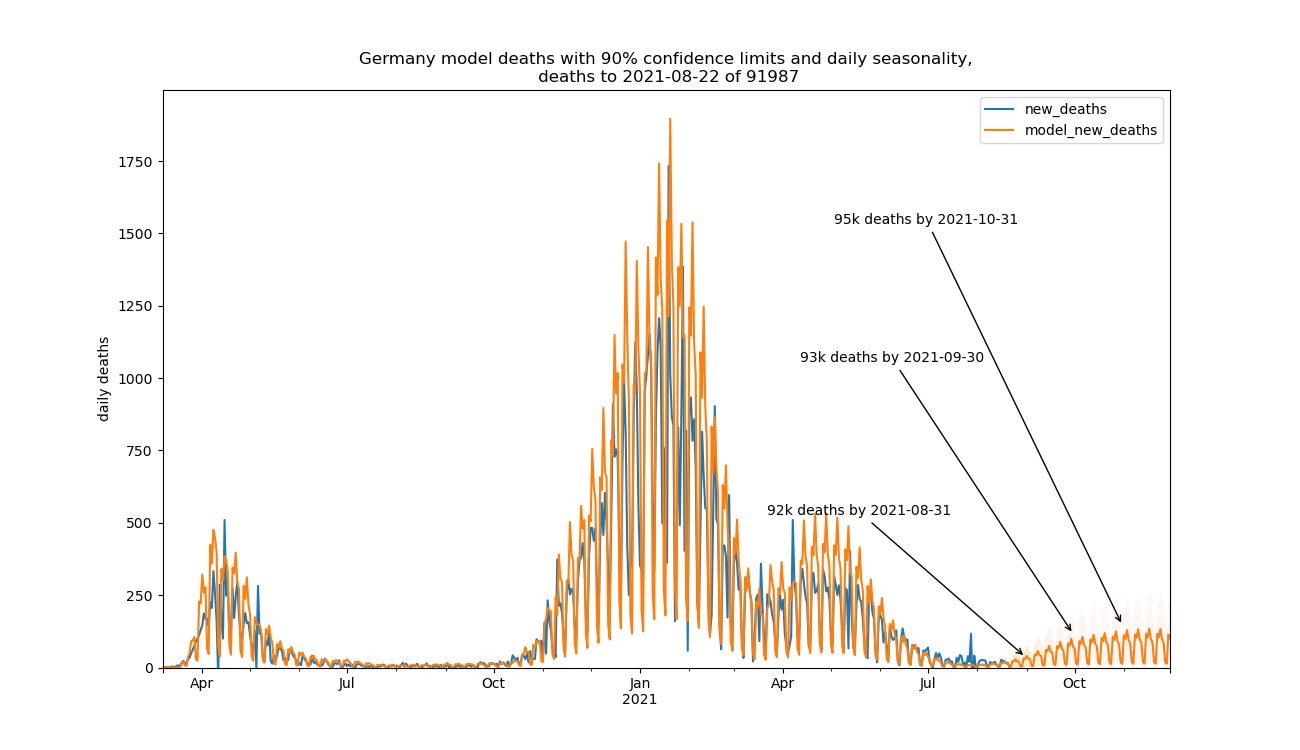 Germany model deaths with 90% confidence limits and daily seasonality,
deaths to 2021-08-22 of 91987
new_deaths
model_new_deaths
1750
1500
1250
1000
750
500
250
0
daily deaths
95k deaths by 2021-10-31
93k deaths by 2021-09-30
92k deaths by 2021-08-31
Apr
Jul
Oct
Jan
2021
Apr
Jul
Oct